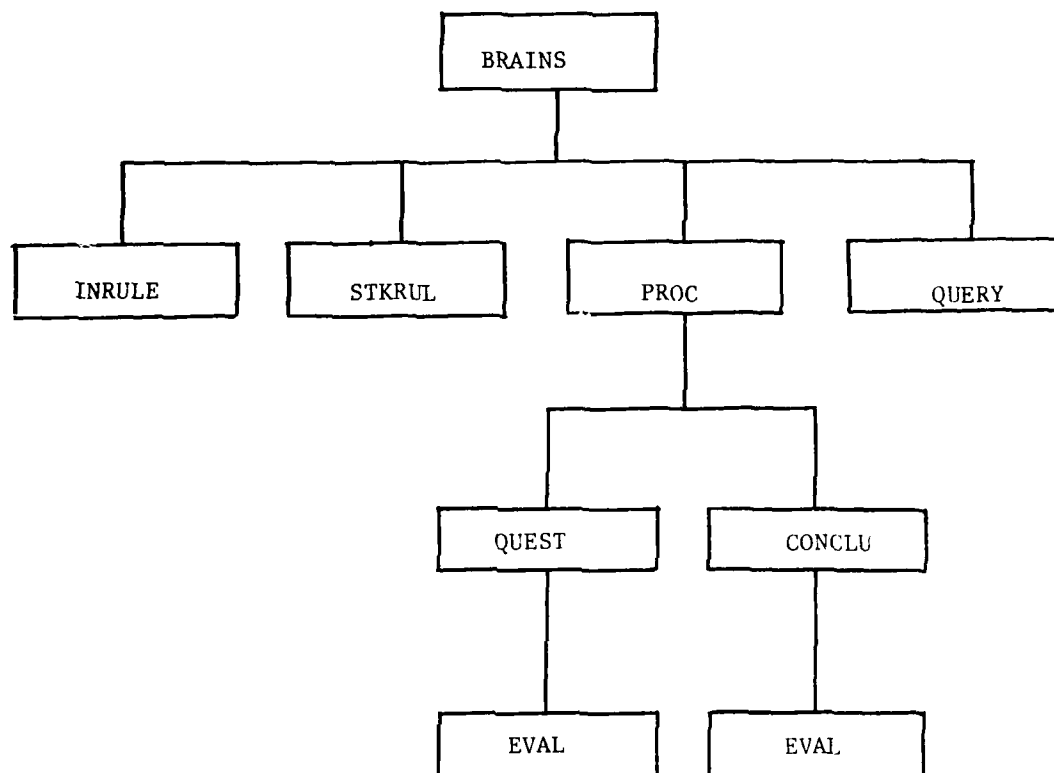 BRAINS
INRULE
STKRUL
PROC
QUERY
QUEST
CONCLU
EVAL
EVAL